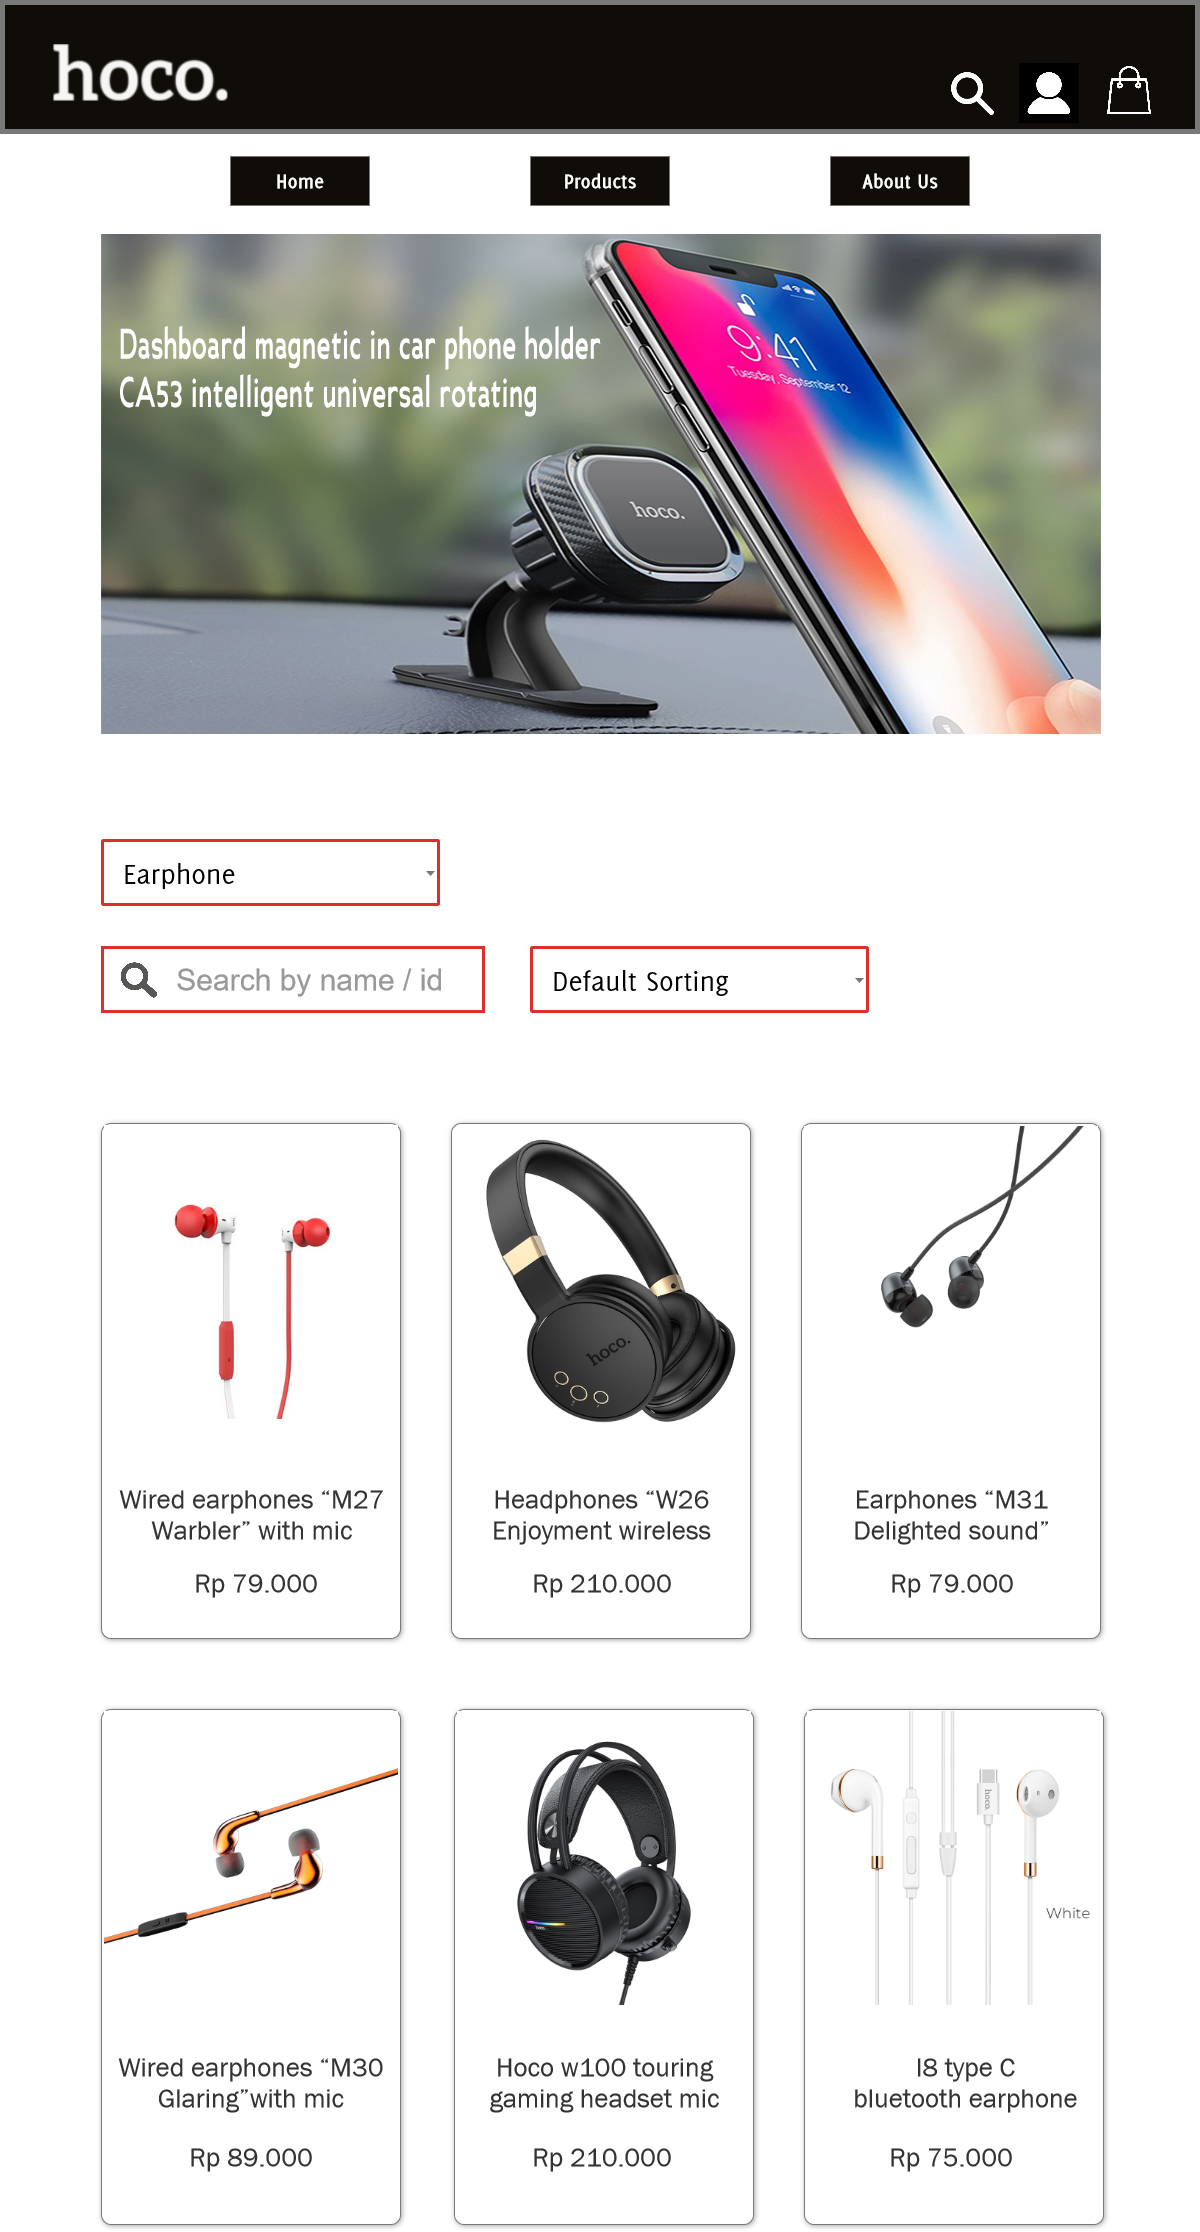 hoco.
Home
Products
About Us
Dashboard magnetic in car phone holder
CA53 intelligent universal rotating
9:41
Tuesday, September 12
hoco.
Earphone
Search by name / id
Default Sorting
hoco.
Wired earphones “M27
Warbler” with mic
Rp 79.000
Headphones “W26
Enjoyment wireless
Rp 210.000
Earphones “M31
Delighted sound”
Rp 79.000
hoco.
White
Wired earphones “M30
Glaring”with mic
Rp 89.000
Hoco w100 touring
gaming headset mic
Rp 210.000
I8 type C
bluetooth earphone
Rp 75.000